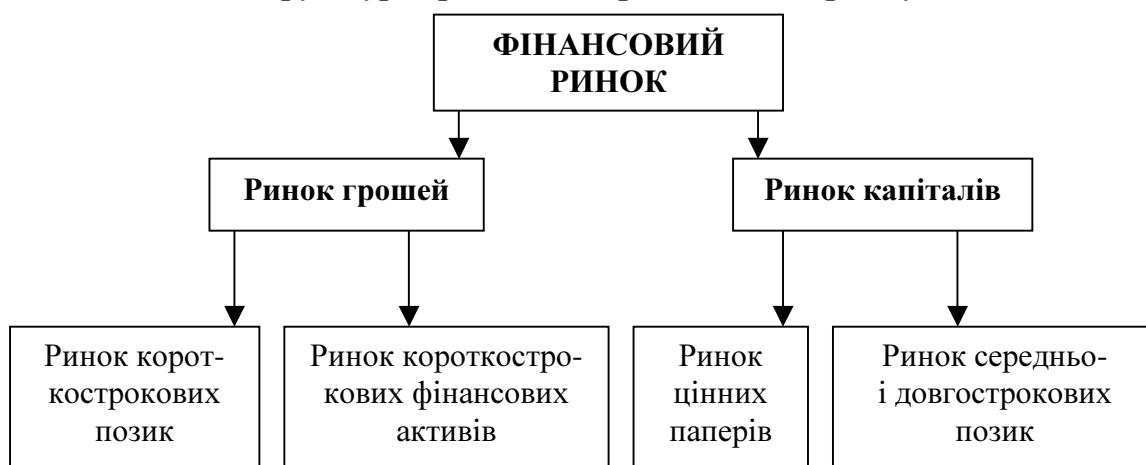 ФІНАНСОВИЙ
РИНОК
Ринок грошей
Ринок капіталів
Ринок корот-
кострокових
позик
Ринок короткостро-
кових фінансових
активів
Ринок
цінних
паперів
Ринок середньо-
і довгострокових
позик